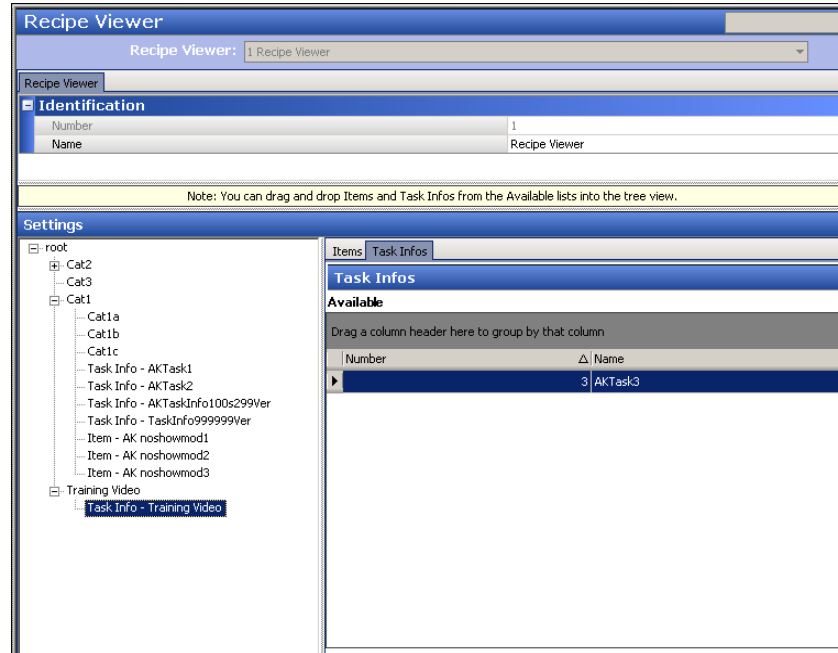 Recipe Viewer
Recipe Viewer: 1 Recipe Viewer
Recipe Viewer
Identification
Number 1
Name Recipe Viewer
Note: You can drag and drop Items and Task Infos from the Available lists into the tree view.
Settings
root
Cat2
Cat3
Cat1
Cat1a
Cat1b
Cat1c
Task Info - AKTask1
Task Info - AKTask2
Task Info - AKTaskInfo100s299Ver
Task Info - TaskInfo999999Ver
Item - AK noshowmod1
Item - AK noshowmod2
Item - AK noshowmod3
Training Video
Task Info - Training Video
Items Task Infos
Task Infos
Available
Drag a column header here to group by that column
Number Name
3 AKTask3